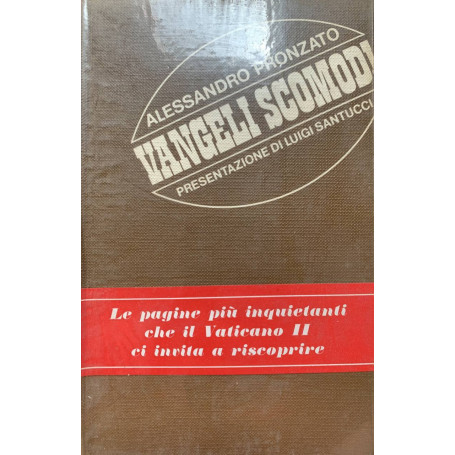 ALESSANDRO PRONZATO
VANGELI SCOMODI
PRESENTAZIONE DI LUIGI SANTUCCI
Le pagine più inquietanti
che il Vaticano II
ci invita a riscoprire